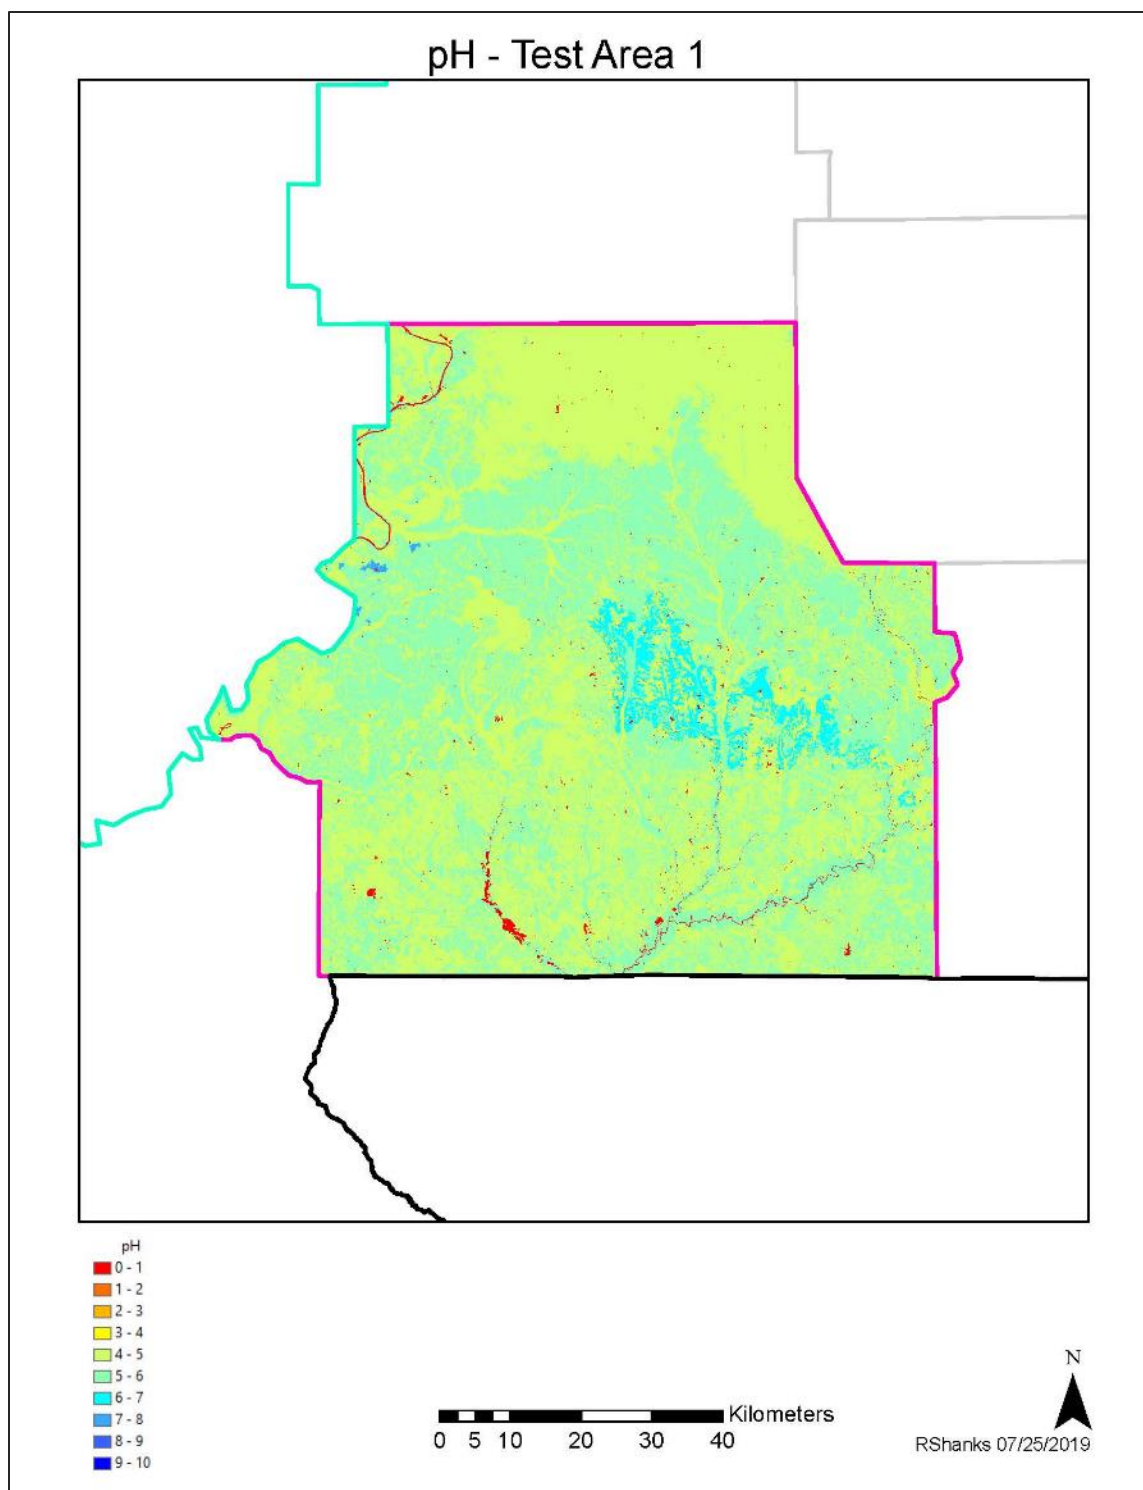 pH - Test Area 1
pH
0 - 1
1 - 2
2 - 3
3 - 4
4 - 5
5 - 6
6 - 7
7 - 8
8 - 9
9 - 10
Kilometers
0 5 10 20 30 40
N
RShanks 07/25/2019